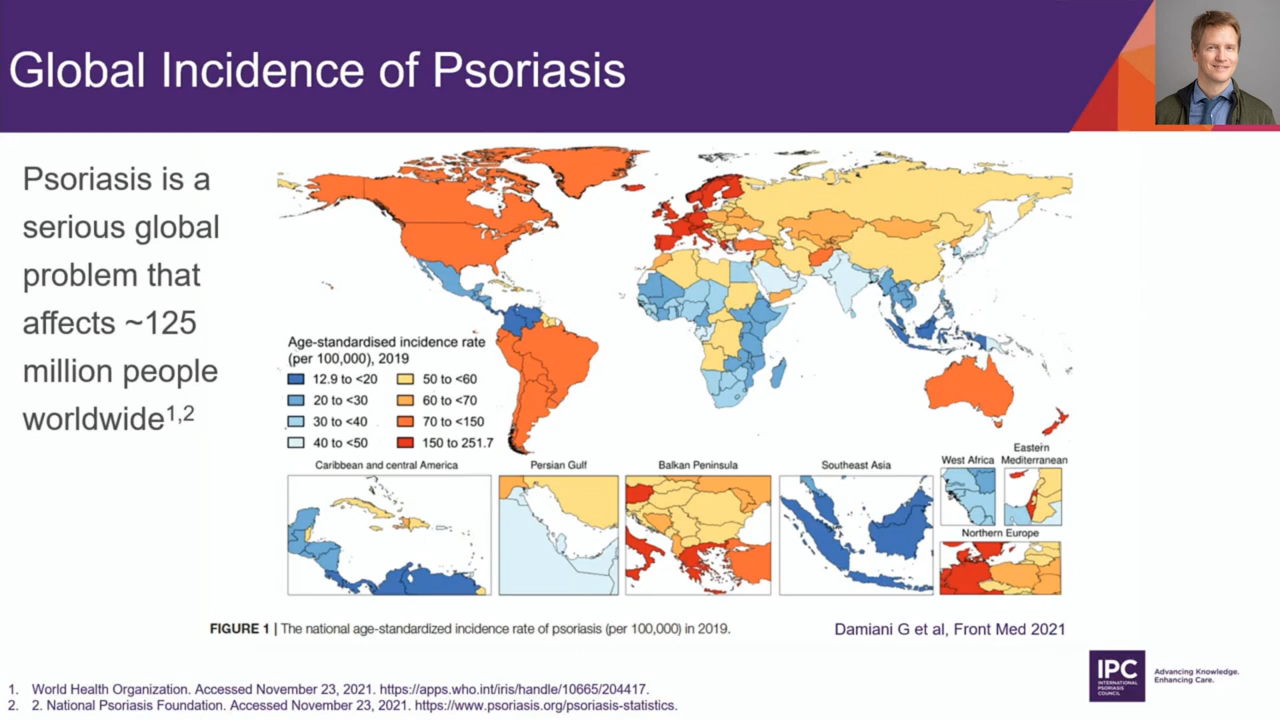 Global Incidence of Psoriasis
Psoriasis is a
serious global
problem that
affects ~125
million people
worldwide1,2
Age-standardised incidence rate
(per 100,000), 2019
12.9 to <20
50 to <60
20 to <30
60 to <70
30 to <40
70 to <150
40 to <50
150 to 251.7
Caribbean and central America
Persian Gulf
Balkan Peninsula
Southeast Asia
West Africa
Eastern
Mediterranean
Northern Europe
FIGURE 1 | The national age-standardized incidence rate of psoriasis (per 100,000) in 2019.
Damiani G et al, Front Med 2021
1. World Health Organization. Accessed November 23, 2021. https://apps.who.int/iris/handle/10665/204417.
2. 2. National Psoriasis Foundation. Accessed November 23, 2021. https://www.psoriasis.org/psoriasis-statistics.
IPC
INTERNATIONAL
PSORIASIS
COUNCIL
Advancing Knowledge.
Enhancing Care.